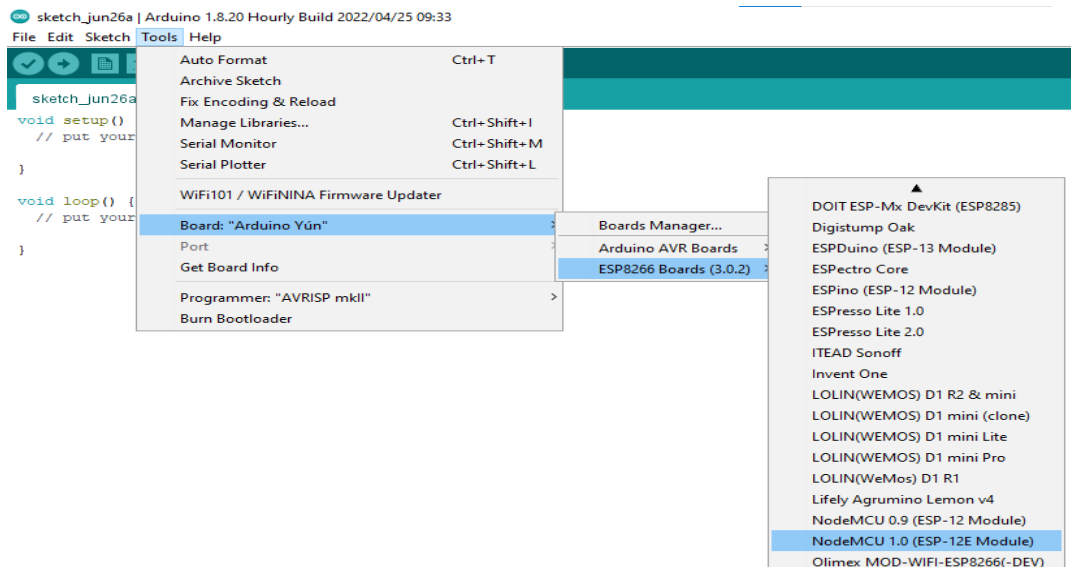 sketch_jun26a | Arduino 1.8.20 Hourly Build 2022/04/25 09:33
File Edit Sketch Tools Help
sketch_jun26a
void setup()
// put your
}
void loop() {
// put your
}
Auto Format Ctrl+T
Archive Sketch
Fix Encoding & Reload
Manage Libraries... Ctrl+Shift+I
Serial Monitor Ctrl+Shift+M
Serial Plotter Ctrl+Shift+L
WiFi101 / WiFiNINA Firmware Updater
Board: "Arduino Yún"
Port
Get Board Info
Programmer: "AVRISP mkII"
Burn Bootloader
Boards Manager...
Arduino AVR Boards
ESP8266 Boards (3.0.2)
DOIT ESP-Mx DevKit (ESP8285)
Digistump Oak
ESPDuino (ESP-13 Module)
ESPectro Core
ESPino (ESP-12 Module)
ESPresso Lite 1.0
ESPresso Lite 2.0
ITEAD Sonoff
Invent One
LOLIN(WEMOS) D1 R2 & mini
LOLIN(WEMOS) D1 mini (clone)
LOLIN(WEMOS) D1 mini Lite
LOLIN(WEMOS) D1 mini Pro
LOLIN(WeMos) D1 R1
Lifely Agrumino Lemon v4
NodeMCU 0.9 (ESP-12 Module)
NodeMCU 1.0 (ESP-12E Module)
Olimex MOD-WIFI-ESP8266(-DEV)